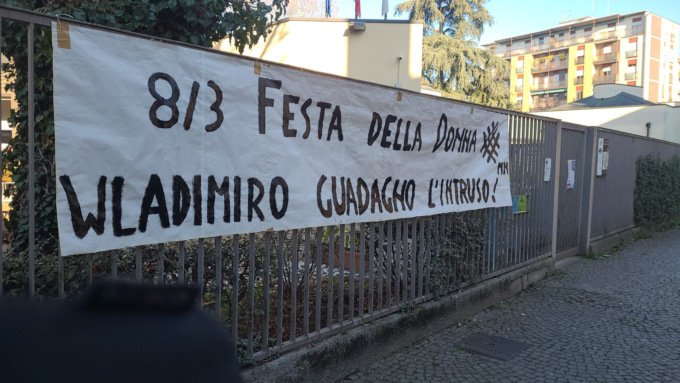 8/3 FESTA DELLA DONNA
WLADIMIRO GUADAGNO L'INTRUSO!